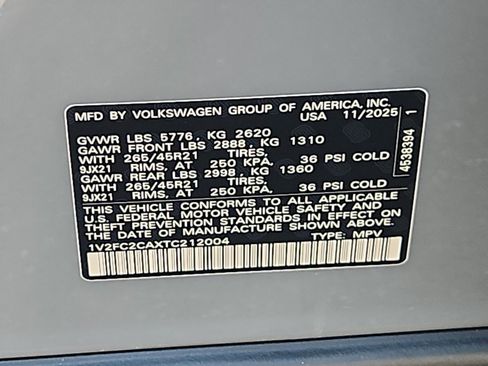 MFD BY VOLKSWAGEN GROUP OF AMERICA, INC.
USA 11/2025
GVWR LBS 5776, KG 2620
GAWR FRONT LBS 2888, KG 1310
WITH 265/45R21 TIRES,
9JX21 RIMS, AT 250 KPA, 36 PSI COLD
GAWR REAR LBS 2998, KG 1360
WITH 265/45R21 TIRES,
9JX21 RIMS, AT 250 KPA, 36 PSI COLD
THIS VEHICLE CONFORMS TO ALL APPLICABLE
U.S. FEDERAL MOTOR VEHICLE SAFETY AND THEFT
PREVENTION STANDARDS IN EFFECT ON
THE DATE OF MANUFACTURE SHOWN ABOVE.
1V2FC2CAXTC212004 TYPE: MPV
4538394 1